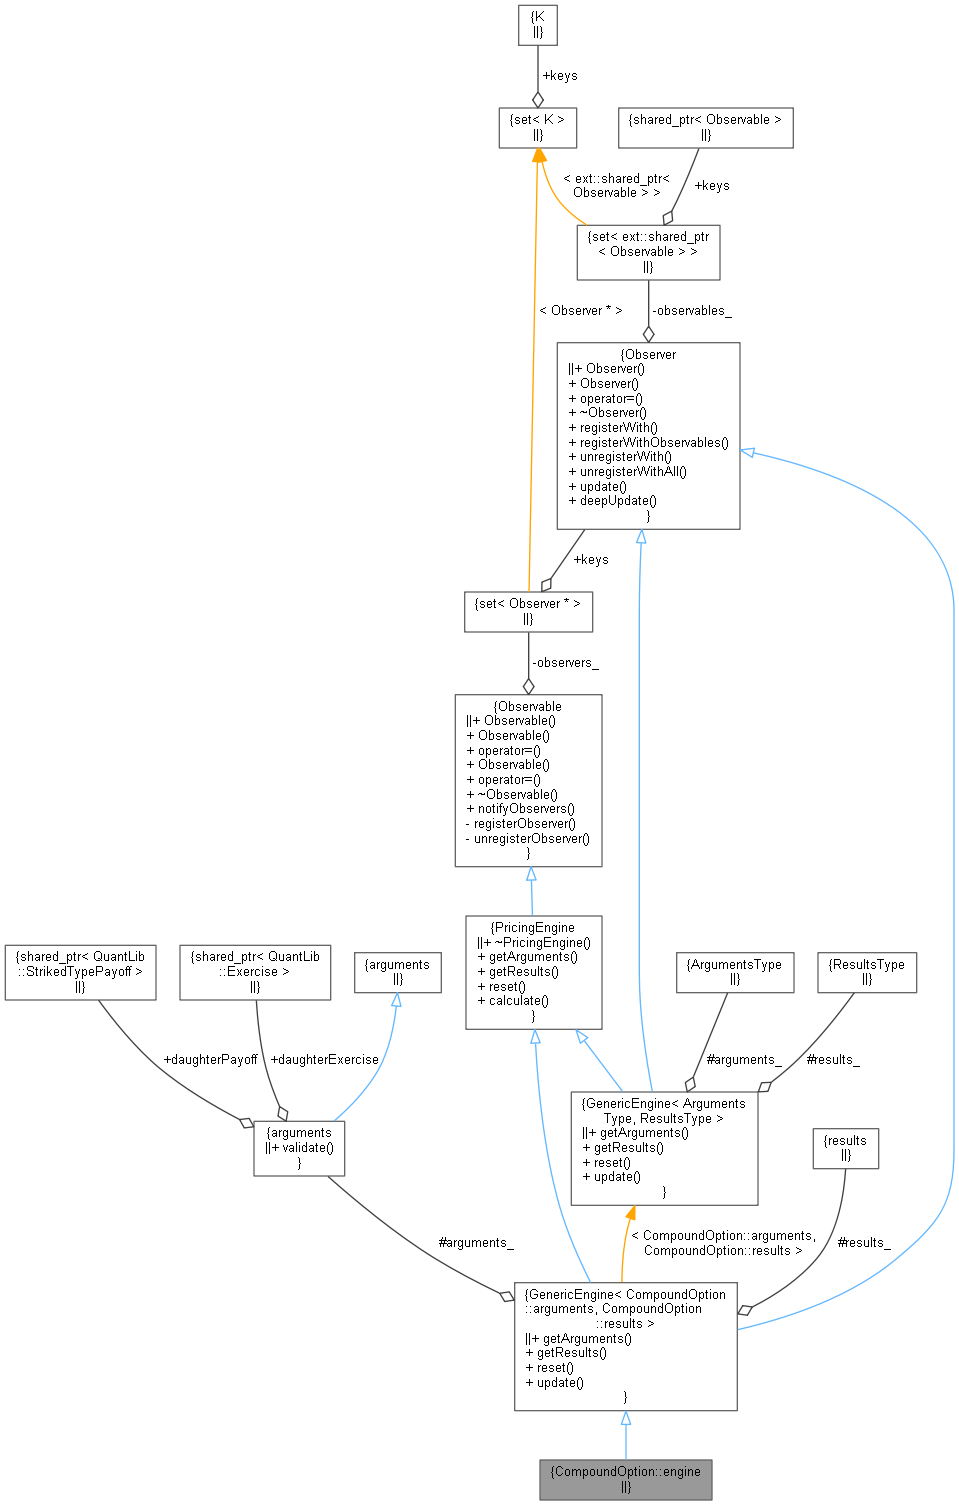 {K
||}
+keys
{set< K >
||}
{shared_ptr< Observable >
||}
< ext::shared_ptr<
Observable > >
+keys
{set< ext::shared_ptr
< Observable > >
||}
< Observer * >
-observables_
{Observer
||+ Observer()
+ Observer()
+ operator=()
+ ~Observer()
+ registerWith()
+ registerWithObservables()
+ unregisterWith()
+ unregisterWithAll()
+ update()
+ deepUpdate()
}
+keys
{set< Observer * >
||}
-observers_
{Observable
||+ Observable()
+ Observable()
+ operator=()
+ Observable()
+ operator=()
+ ~Observable()
+ notifyObservers()
- registerObserver()
- unregisterObserver()
}
{PricingEngine
||+ ~PricingEngine()
+ getArguments()
+ getResults()
+ reset()
+ calculate()
}
{shared_ptr< QuantLib
::StrikedTypePayoff >
||}
{shared_ptr< QuantLib
::Exercise >
||}
{arguments
||}
{ArgumentsType
||}
{ResultsType
||}
+daughterPayoff
+daughterExercise
#arguments_
#results_
{GenericEngine< Arguments
Type, ResultsType >
||+ getArguments()
+ getResults()
+ reset()
+ update()
}
{arguments
||+ validate()
}
{results
||}
#arguments_
< CompoundOption::arguments,
CompoundOption::results >
#results_
{GenericEngine< CompoundOption
::arguments, CompoundOption
::results >
||+ getArguments()
+ getResults()
+ reset()
+ update()
}
{CompoundOption::engine
||}